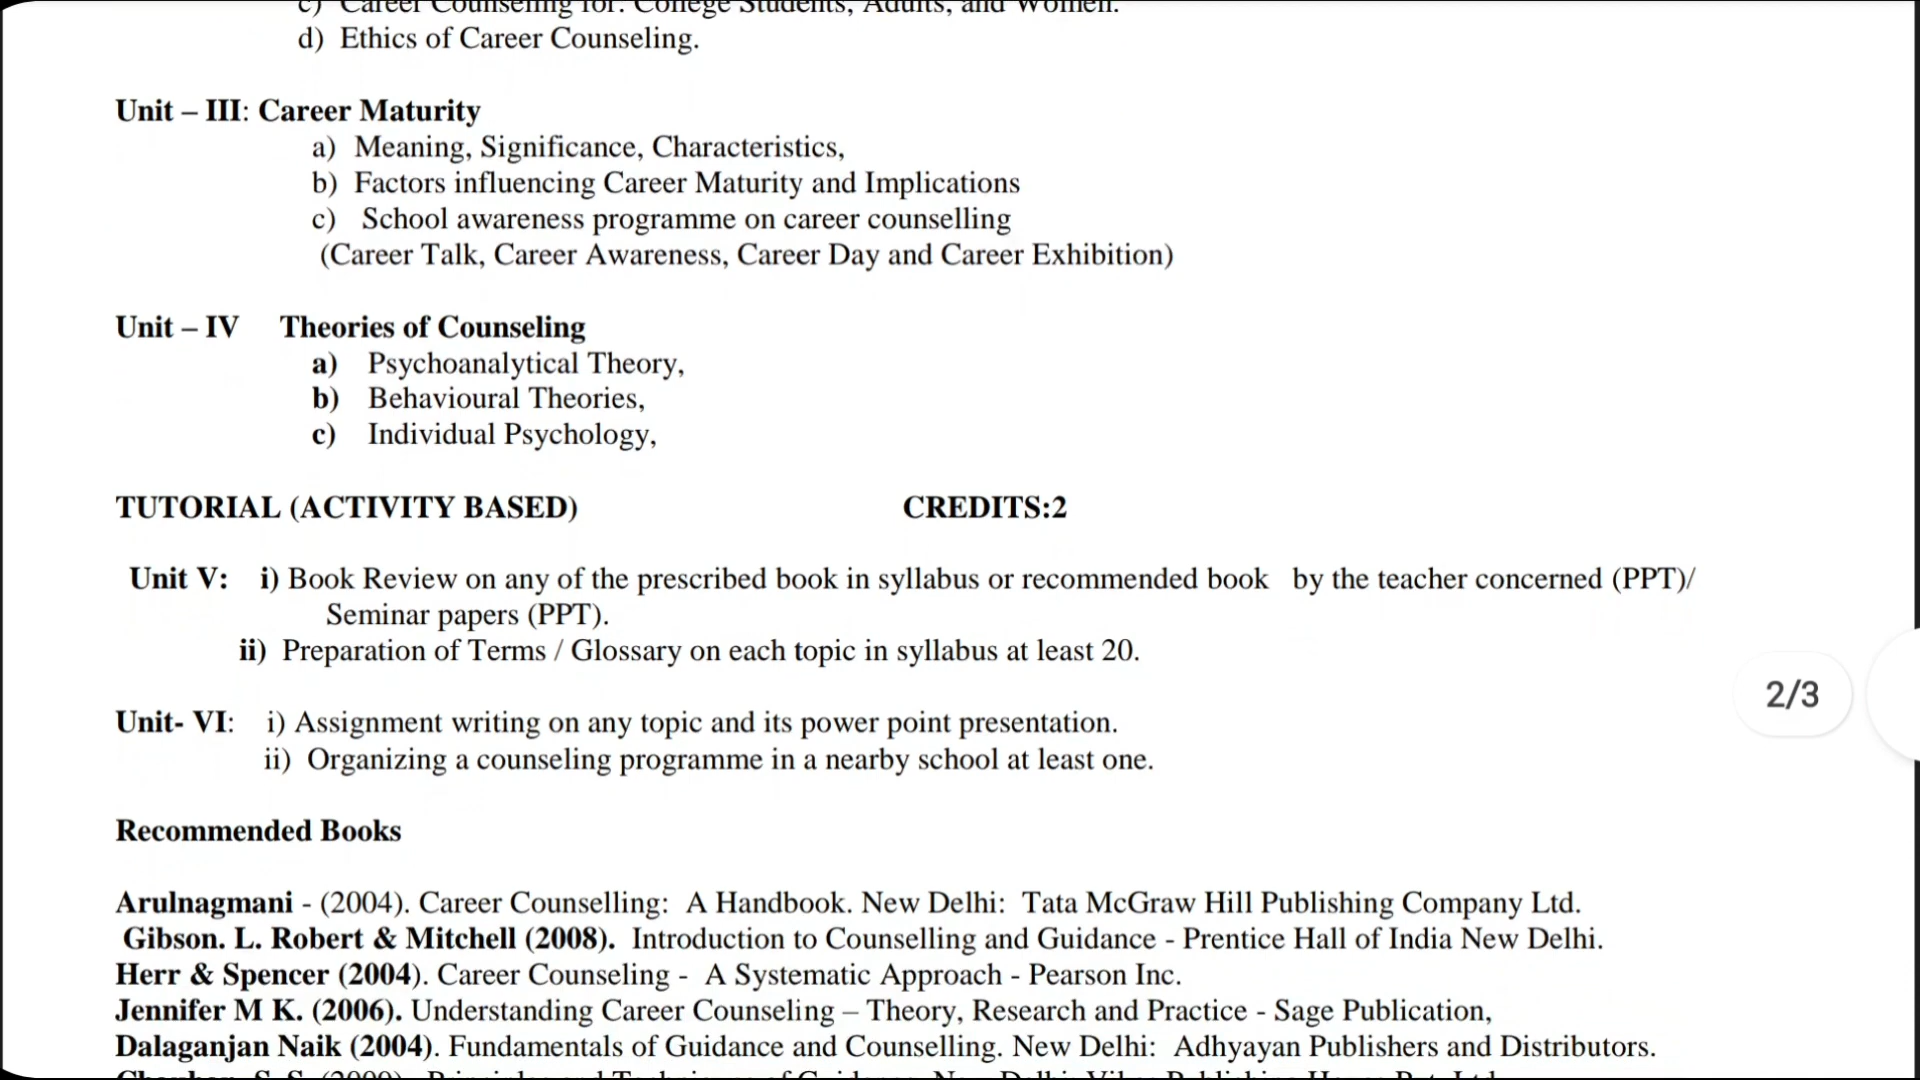 c) Career Counseling for: College Students, Adults, and Women.
d) Ethics of Career Counseling.
Unit – III: Career Maturity
a) Meaning, Significance, Characteristics,
b) Factors influencing Career Maturity and Implications
c) School awareness programme on career counselling
(Career Talk, Career Awareness, Career Day and Career Exhibition)
Unit – IV Theories of Counseling
a) Psychoanalytical Theory,
b) Behavioural Theories,
c) Individual Psychology,
TUTORIAL (ACTIVITY BASED) CREDITS:2
Unit V: i) Book Review on any of the prescribed book in syllabus or recommended book by the teacher concerned (PPT)/
Seminar papers (PPT).
ii) Preparation of Terms / Glossary on each topic in syllabus at least 20.
2/3
Unit- VI: i) Assignment writing on any topic and its power point presentation.
ii) Organizing a counseling programme in a nearby school at least one.
Recommended Books
Arulnagmani - (2004). Career Counselling: A Handbook. New Delhi: Tata McGraw Hill Publishing Company Ltd.
Gibson. L. Robert & Mitchell (2008). Introduction to Counselling and Guidance - Prentice Hall of India New Delhi.
Herr & Spencer (2004). Career Counseling - A Systematic Approach - Pearson Inc.
Jennifer M K. (2006). Understanding Career Counseling – Theory, Research and Practice - Sage Publication,
Dalaganjan Naik (2004). Fundamentals of Guidance and Counselling. New Delhi: Adhyayan Publishers and Distributors.